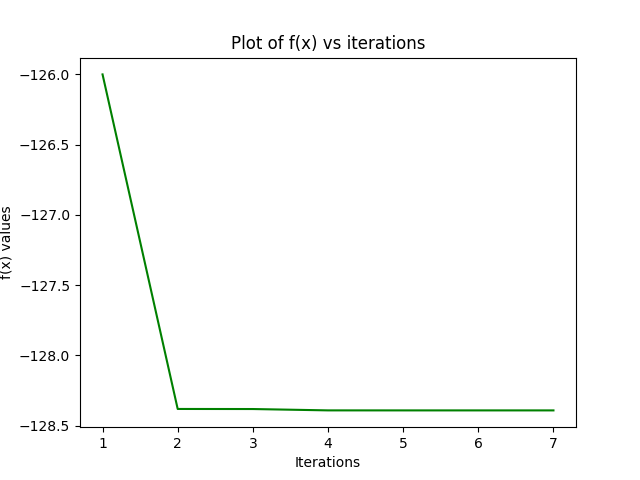 Plot of f(x) vs iterations
−126.0
−126.5
−127.0
−127.5
−128.0
−128.5
f(x) values
1 2 3 4 5 6 7
Iterations